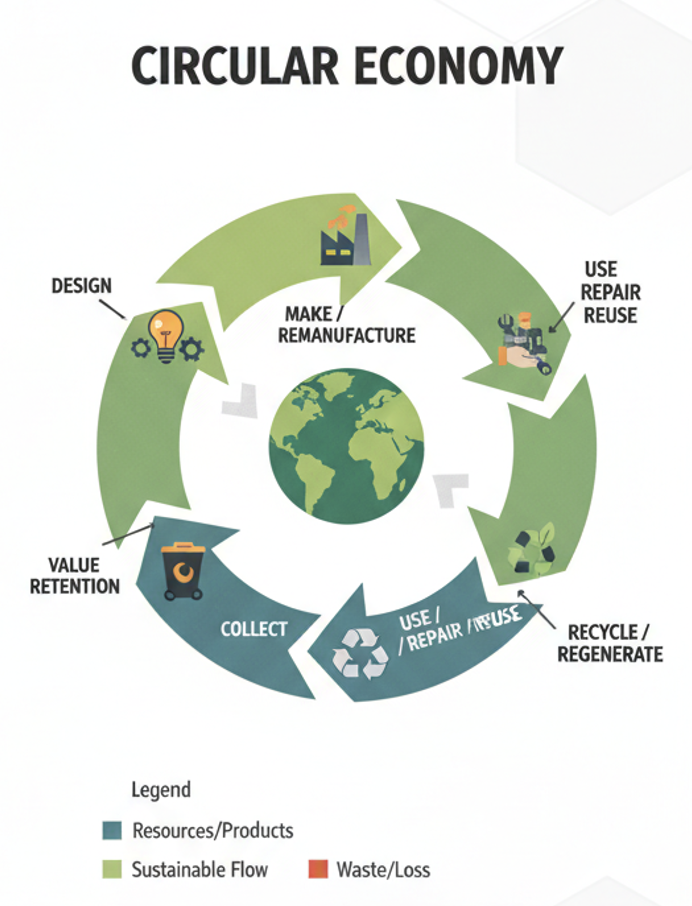 CIRCULAR ECONOMY
DESIGN
MAKE /
REMANUFACTURE
USE
REPAIR
REUSE
VALUE
RETENTION
COLLECT
USE /
/ REPAIR /
RECYCLE /
REGENERATE
Legend
Resources/Products
Sustainable Flow
Waste/Loss